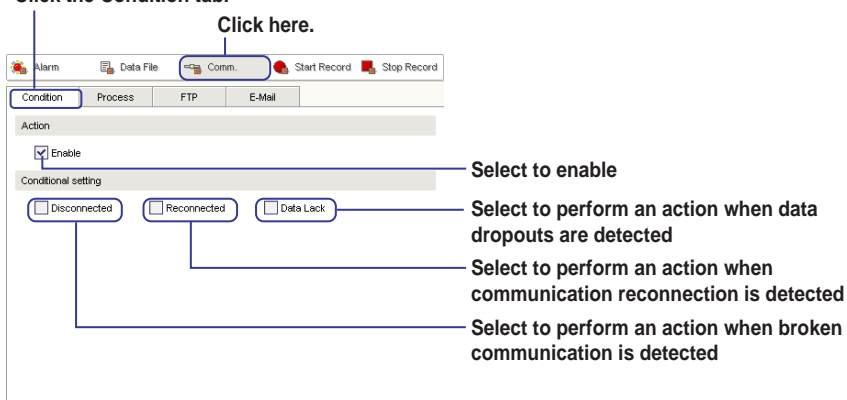 Click the Condition tab.
Click here.
Alarm Data File Comm. Start Record Stop Record
Condition Process FTP E-Mail
Action
Enable
Select to enable
Conditional setting
Disconnected Reconnected Data Lack
Select to perform an action when data
dropouts are detected
Select to perform an action when
communication reconnection is detected
Select to perform an action when broken
communication is detected